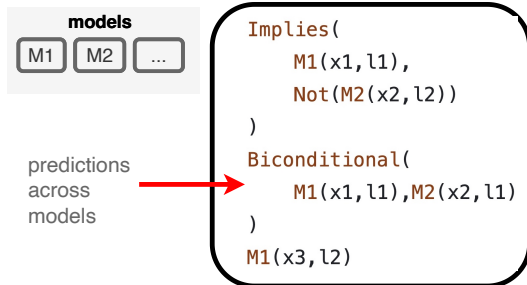 models
M1 M2 ...
Implies(
M1(x1,l1),
Not(M2(x2,l2))
)
Biconditional(
M1(x1,l1),M2(x2,l1)
)
M1(x3,l2)
predictions
across
models